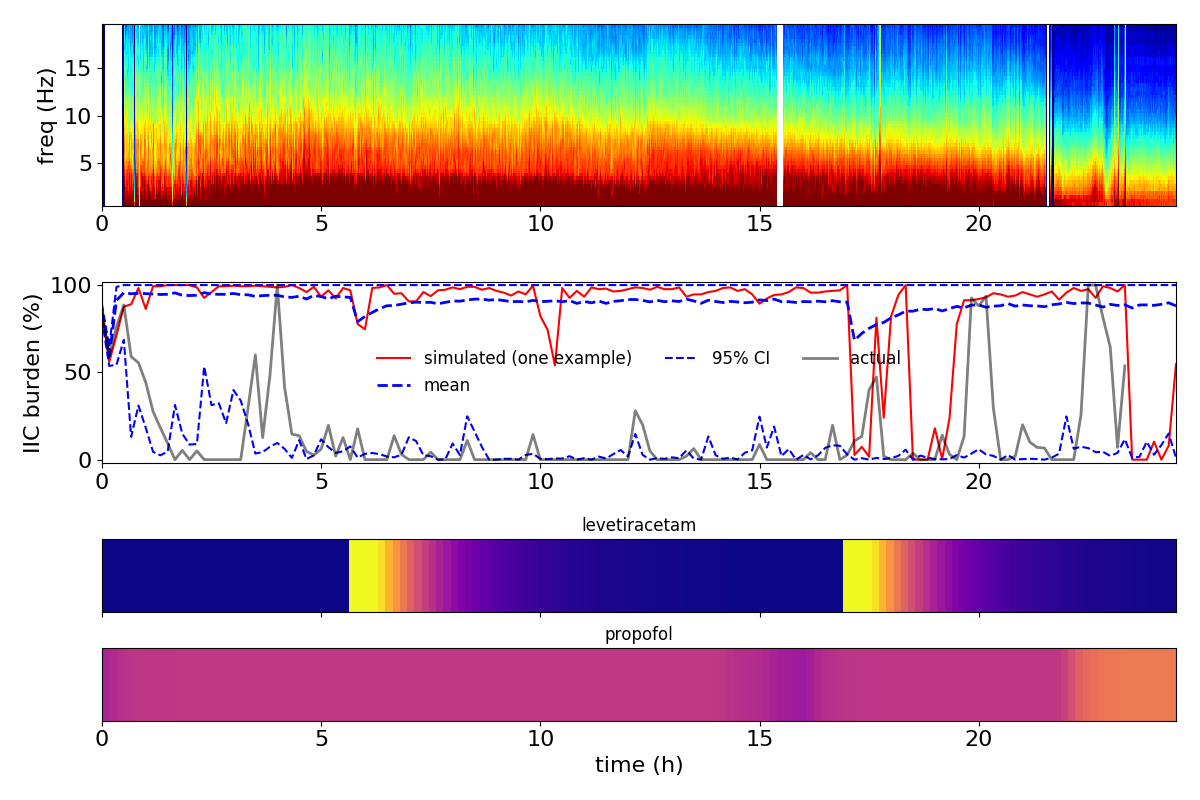 freq (Hz)
15
10
5
0 5 10 15 20
IIC burden (%)
100
50
0
simulated (one example) 95% CI actual
mean
0 5 10 15 20
levetiracetam
propofol
0 5 10 15 20
time (h)